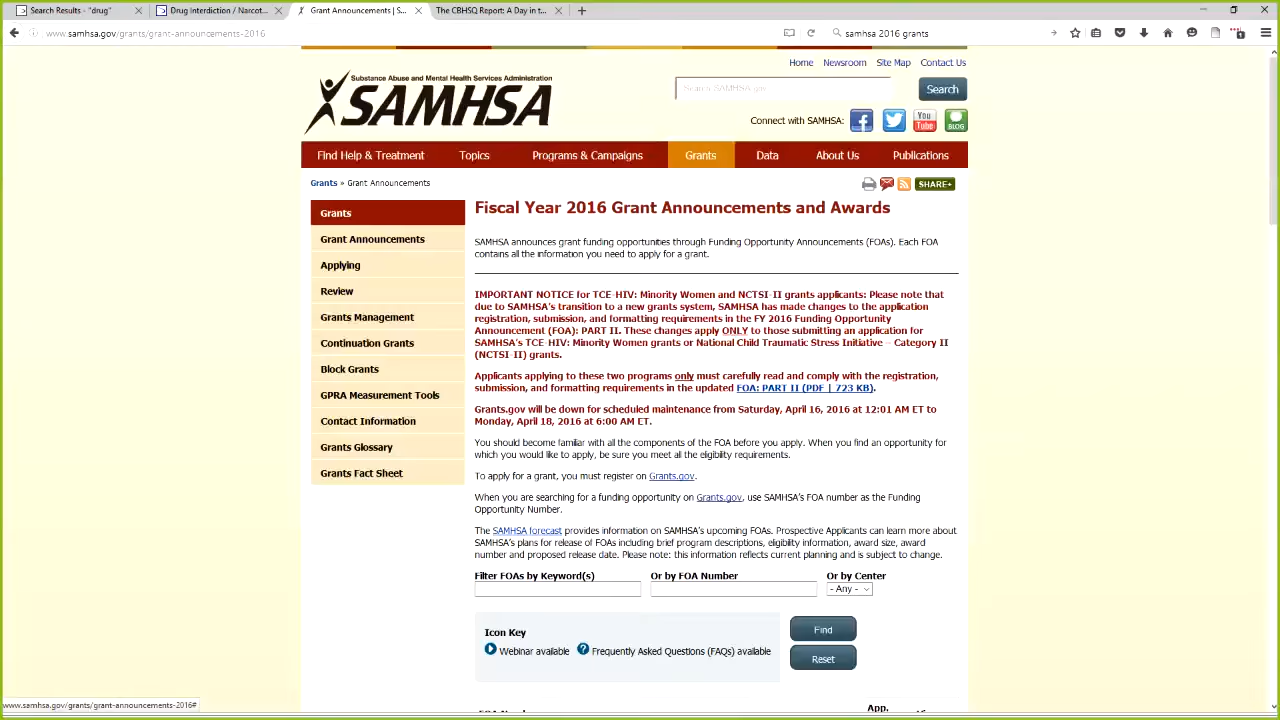 Search Results - "drug"
Drug Interdiction / Narcot...
Grant Announcements | S...
The CBHSQ Report: A Day in t...
www.samhsa.gov/grants/grant-announcements-2016
samhsa 2016 grants
Home Newsroom Site Map Contact Us
Substance Abuse and Mental Health Services Administration
SAMHSA
Search SAMHSA.gov
Search
Connect with SAMHSA:
You Tube
BLOG
Find Help & Treatment Topics Programs & Campaigns Grants Data About Us Publications
Grants » Grant Announcements
SHARE+
Grants
Grant Announcements
Applying
Review
Grants Management
Continuation Grants
Block Grants
GPRA Measurement Tools
Contact Information
Grants Glossary
Grants Fact Sheet
Fiscal Year 2016 Grant Announcements and Awards
SAMHSA announces grant funding opportunities through Funding Opportunity Announcements (FOAs). Each FOA
contains all the information you need to apply for a grant.
IMPORTANT NOTICE for TCE-HIV: Minority Women and NCTSI-II grants applicants: Please note that
due to SAMHSA's transition to a new grants system, SAMHSA has made changes to the application
registration, submission, and formatting requirements in the FY 2016 Funding Opportunity
Announcement (FOA): PART II. These changes apply ONLY to those submitting an application for
SAMHSA's TCE-HIV: Minority Women grants or National Child Traumatic Stress Initiative – Category II
(NCTSI-II) grants.
Applicants applying to these two programs only must carefully read and comply with the registration,
submission, and formatting requirements in the updated FOA: PART II (PDF | 723 KB).
Grants.gov will be down for scheduled maintenance from Saturday, April 16, 2016 at 12:01 AM ET to
Monday, April 18, 2016 at 6:00 AM ET.
You should become familiar with all the components of the FOA before you apply. When you find an opportunity for
which you would like to apply, be sure you meet all the eligibility requirements.
To apply for a grant, you must register on Grants.gov.
When you are searching for a funding opportunity on Grants.gov, use SAMHSA's FOA number as the Funding
Opportunity Number.
The SAMHSA forecast provides information on SAMHSA's upcoming FOAs. Prospective Applicants can learn more about
SAMHSA's plans for release of FOAs including brief program descriptions, eligibility information, award size, award
number and proposed release date. Please note: this information reflects current planning and is subject to change.
Filter FOAs by Keyword(s) Or by FOA Number Or by Center
- Any -
Icon Key
Webinar available Frequently Asked Questions (FAQs) available
Find
Reset
www.samhsa.gov/grants/grant-announcements-2016#
App.